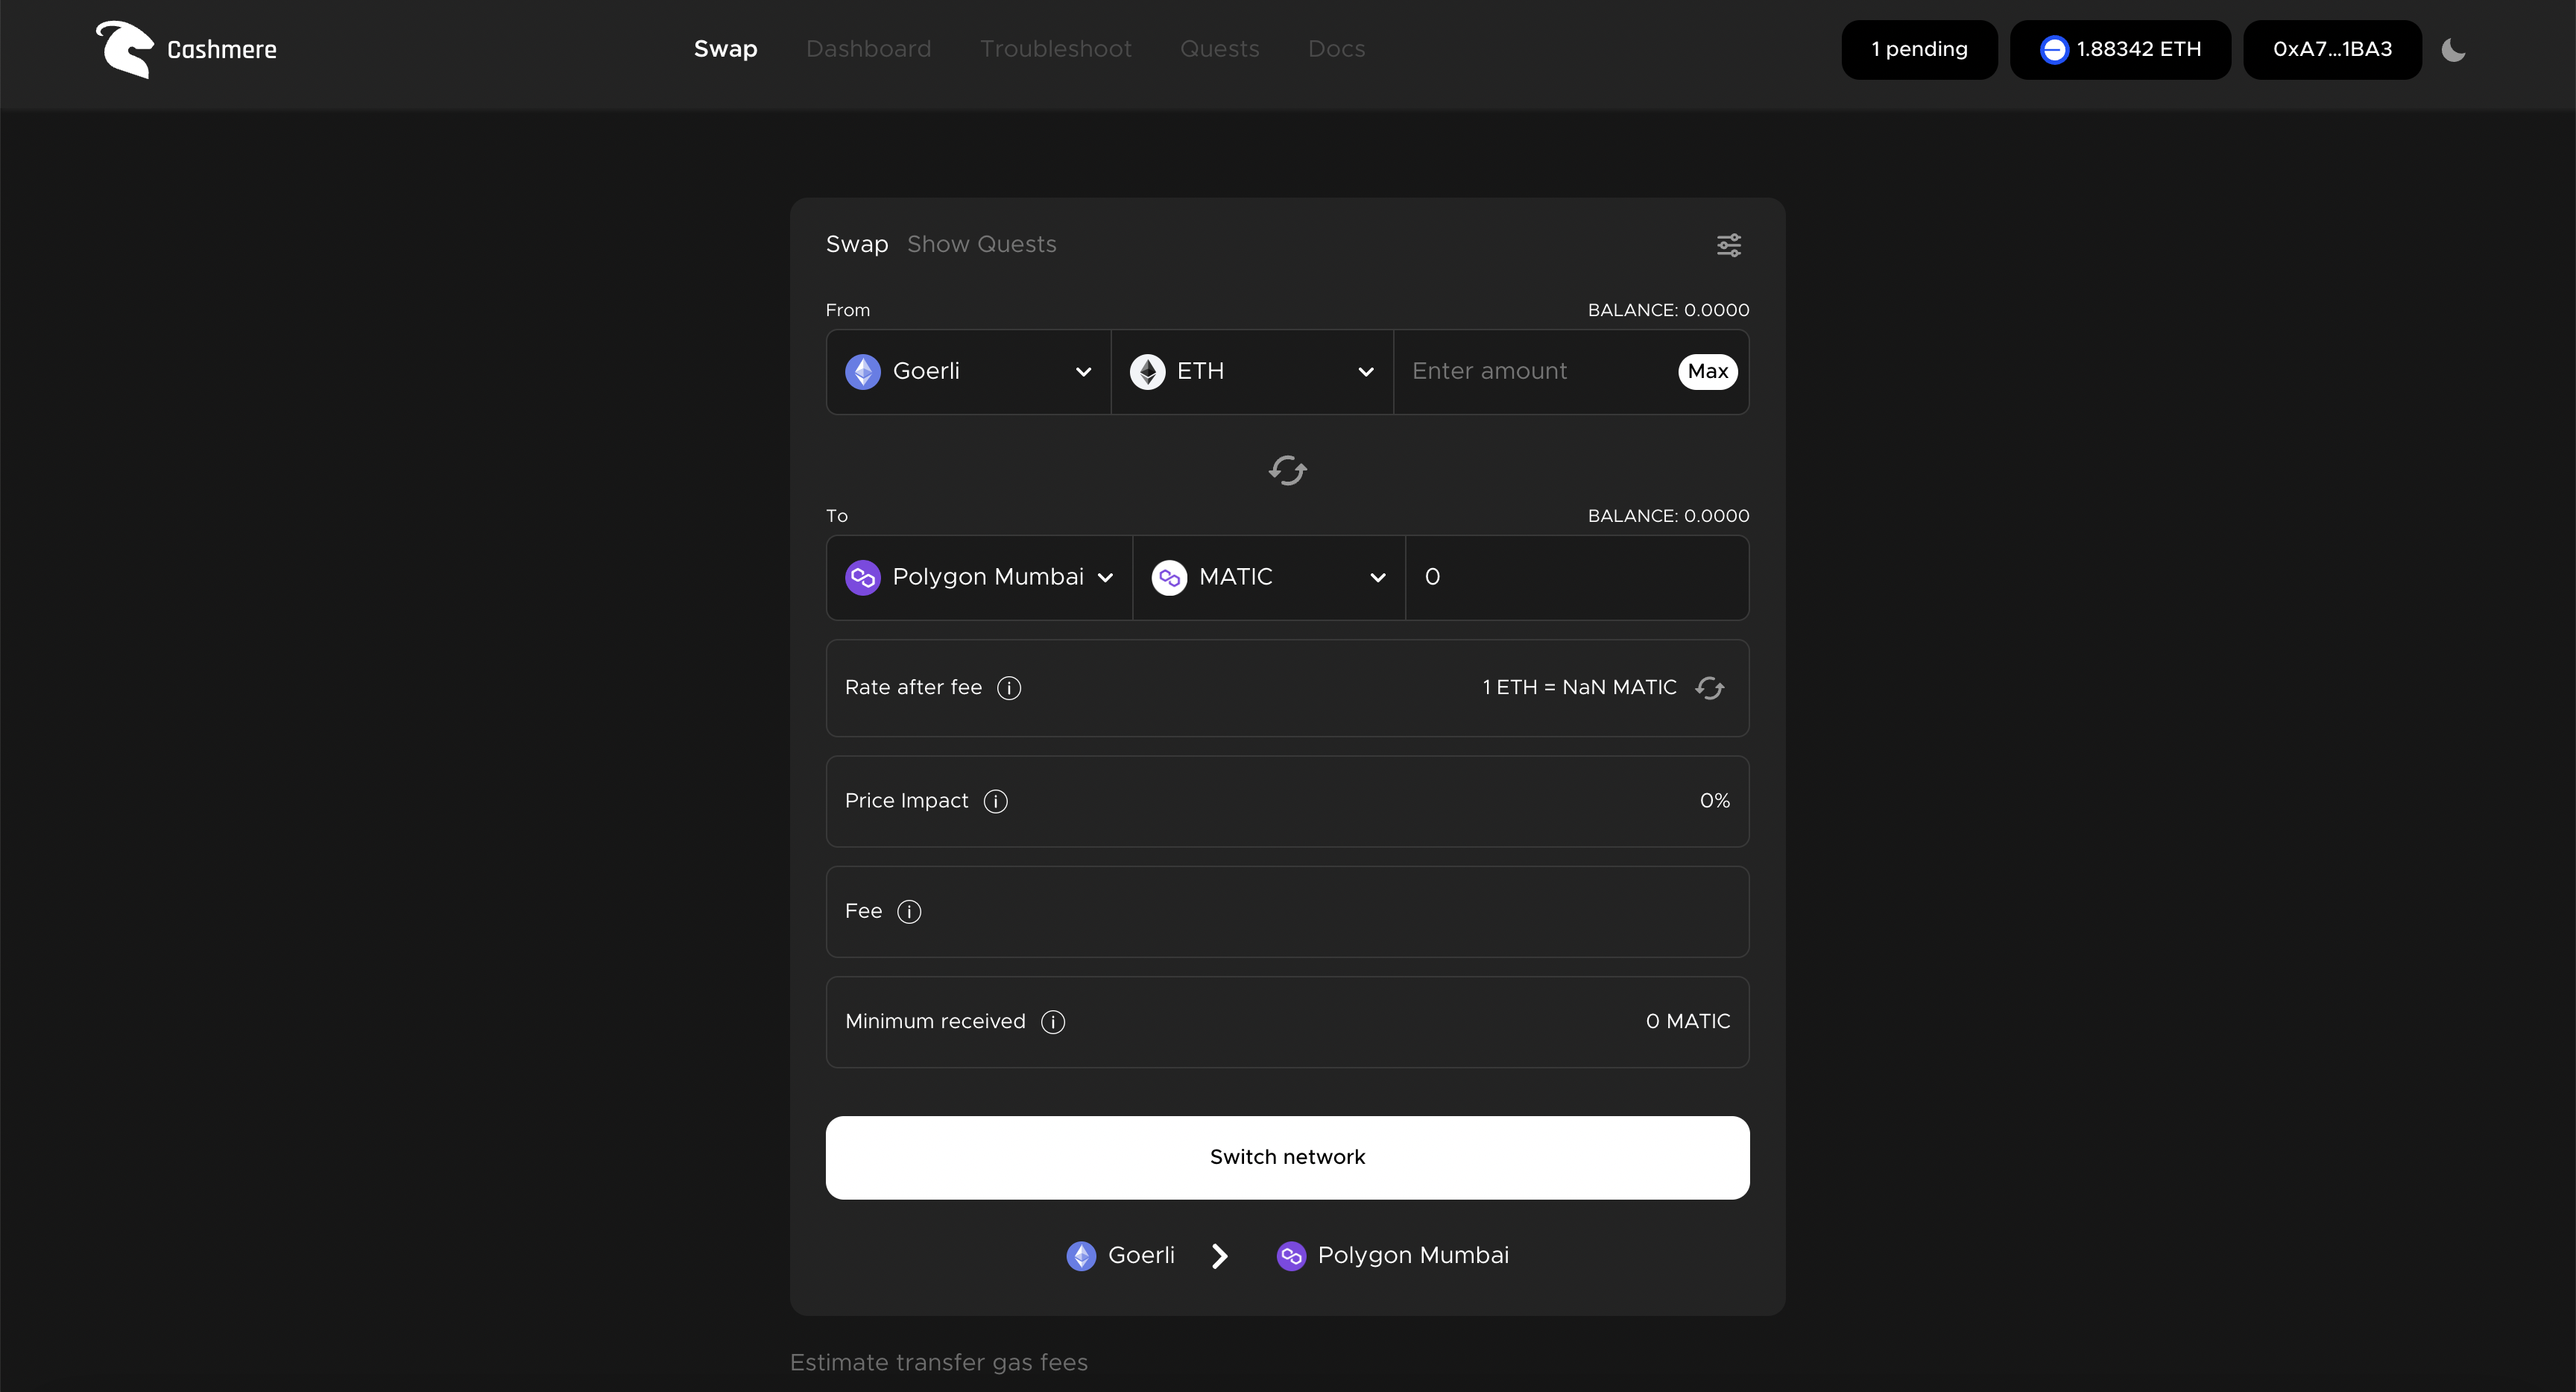 Cashmere
Swap Dashboard Troubleshoot Quests Docs
1 pending 1.88342 ETH 0xA7...1BA3
Swap Show Quests
From BALANCE: 0.0000
Goerli ETH Enter amount Max
To BALANCE: 0.0000
Polygon Mumbai MATIC 0
Rate after fee 1 ETH = NaN MATIC
Price Impact 0%
Fee
Minimum received 0 MATIC
Switch network
Goerli Polygon Mumbai
Estimate transfer gas fees